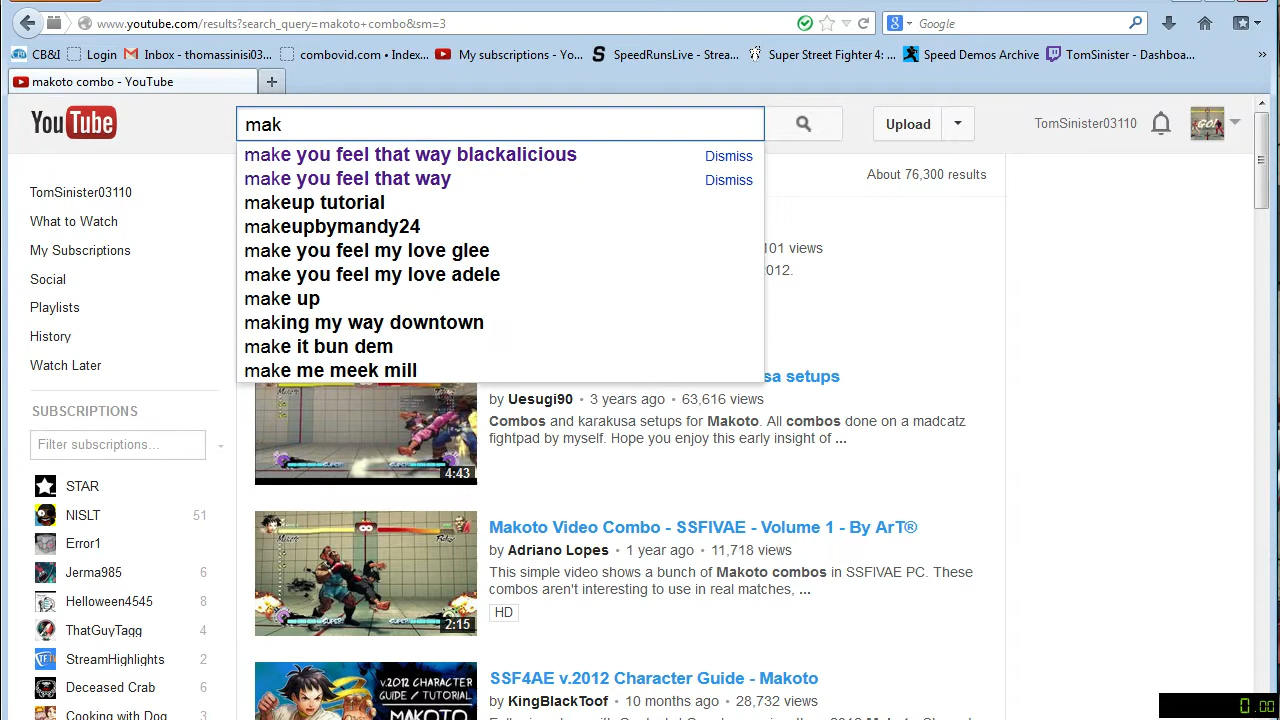 www.youtube.com/results?search_query=makoto+combo&sm=3
Google
CB&I Login Inbox - thomassinisi03... combovid.com • Index... My subscriptions - Yo... SpeedRunsLive - Strea... Super Street Fighter 4: ... Speed Demos Archive TomSinister - Dashboa... »
makoto combo - YouTube
YouTube
mak
Upload
TomSinister03110
GO!
make you feel that way blackalicious Dismiss
make you feel that way Dismiss
makeup tutorial
makeupbymandy24
make you feel my love glee
make you feel my love adele
make up
making my way downtown
make it bun dem
make me meek mill
About 76,300 results
101 views
2012.
TomSinister03110
What to Watch
My Subscriptions
Social
Playlists
History
Watch Later
SUBSCRIPTIONS
Filter subscriptions...
STAR
NISLT 51
Error1
Jerma985 6
Helloween4545 8
ThatGuyTagg 4
StreamHighlights 2
Deceased Crab 6
Cooking with Dog 3
sa setups
by Uesugi90 • 3 years ago • 63,616 views
Combos and karakusa setups for Makoto. All combos done on a madcatz
fightpad by myself. Hope you enjoy this early insight of ...
4:43
Makoto Video Combo - SSFIVAE - Volume 1 - By ArT®
by Adriano Lopes • 1 year ago • 11,718 views
This simple video shows a bunch of Makoto combos in SSFIVAE PC. These
combos aren't interesting to use in real matches, ...
HD
2:15
SSF4AE v.2012 Character Guide - Makoto
by KingBlackToof • 10 months ago • 28,732 views
V.2012 CHARACTER
GUIDE / TUTORIAL
MAKOTO
0.00